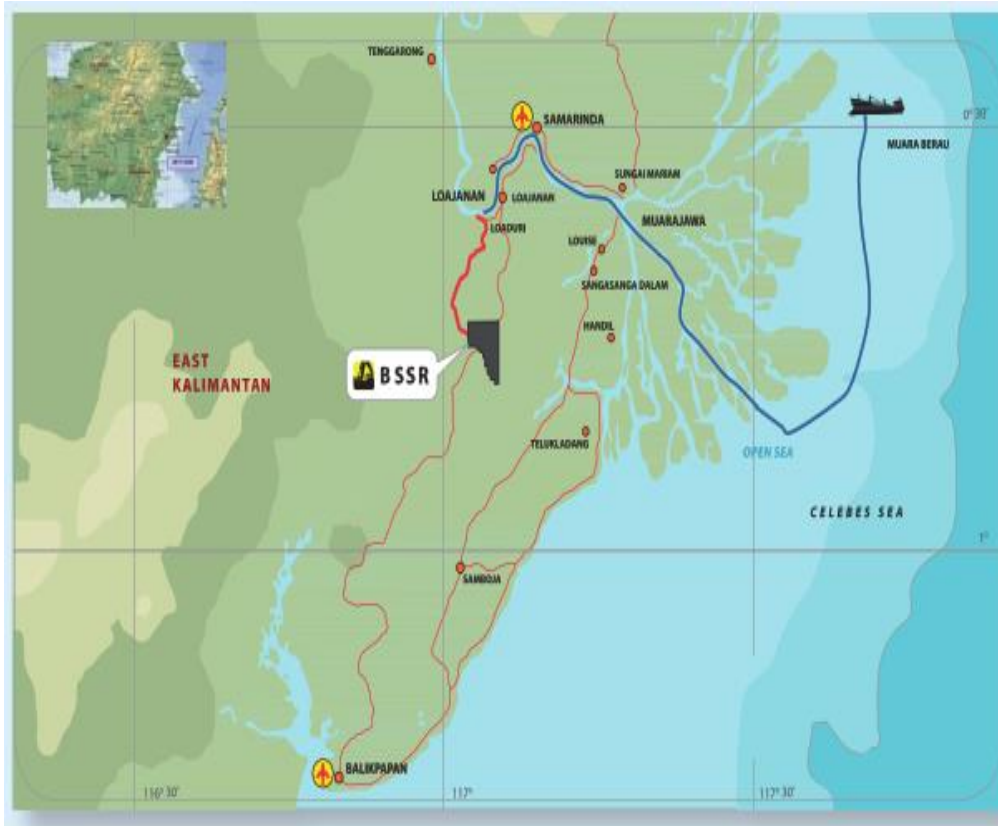 TENGGARONG
SAMARINDA
0° 30'
MUARA BERAU
SUNGAI MARIAM
LOAJANAN
LOAJANAN
MUARAJAWA
LOADURI
LOUISE
SANGASANGA DALAM
HANDIL
EAST
KALIMANTAN
BSSR
TELUKLADANG
OPEN SEA
CELEBES SEA
1°
SAMBOJA
BALIKPAPAN
116° 30'
117°
117° 30'